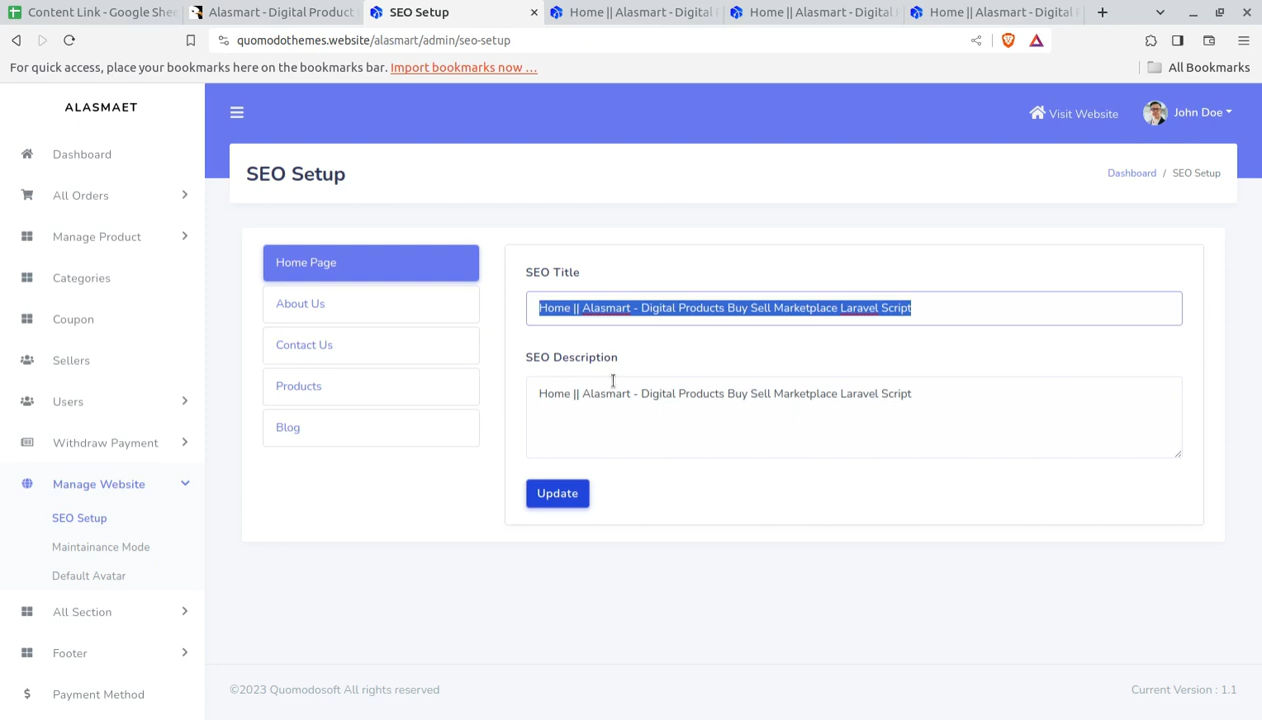 Content Link - Google Shee
Alasmart - Digital Product
SEO Setup
Home || Alasmart - Digital
Home || Alasmart - Digital
Home || Alasmart - Digital
quomodothemes.website/alasmart/admin/seo-setup
For quick access, place your bookmarks here on the bookmarks bar. Import bookmarks now ...
All Bookmarks
ALASMAET
Visit Website
John Doe
Dashboard
All Orders
Manage Product
Categories
Coupon
Sellers
Users
Withdraw Payment
Manage Website
SEO Setup
Maintainance Mode
Default Avatar
All Section
Footer
Payment Method
SEO Setup
Dashboard / SEO Setup
Home Page
About Us
Contact Us
Products
Blog
SEO Title
Home || Alasmart - Digital Products Buy Sell Marketplace Laravel Script
SEO Description
Home || Alasmart - Digital Products Buy Sell Marketplace Laravel Script
Update
©2023 Quomodosoft All rights reserved
Current Version : 1.1